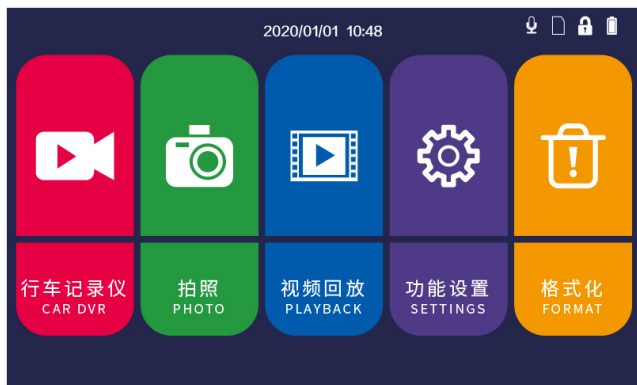 2020/01/01 10:48
行车记录仪
CAR DVR
拍照
PHOTO
视频回放
PLAYBACK
功能设置
SETTINGS
格式化
FORMAT